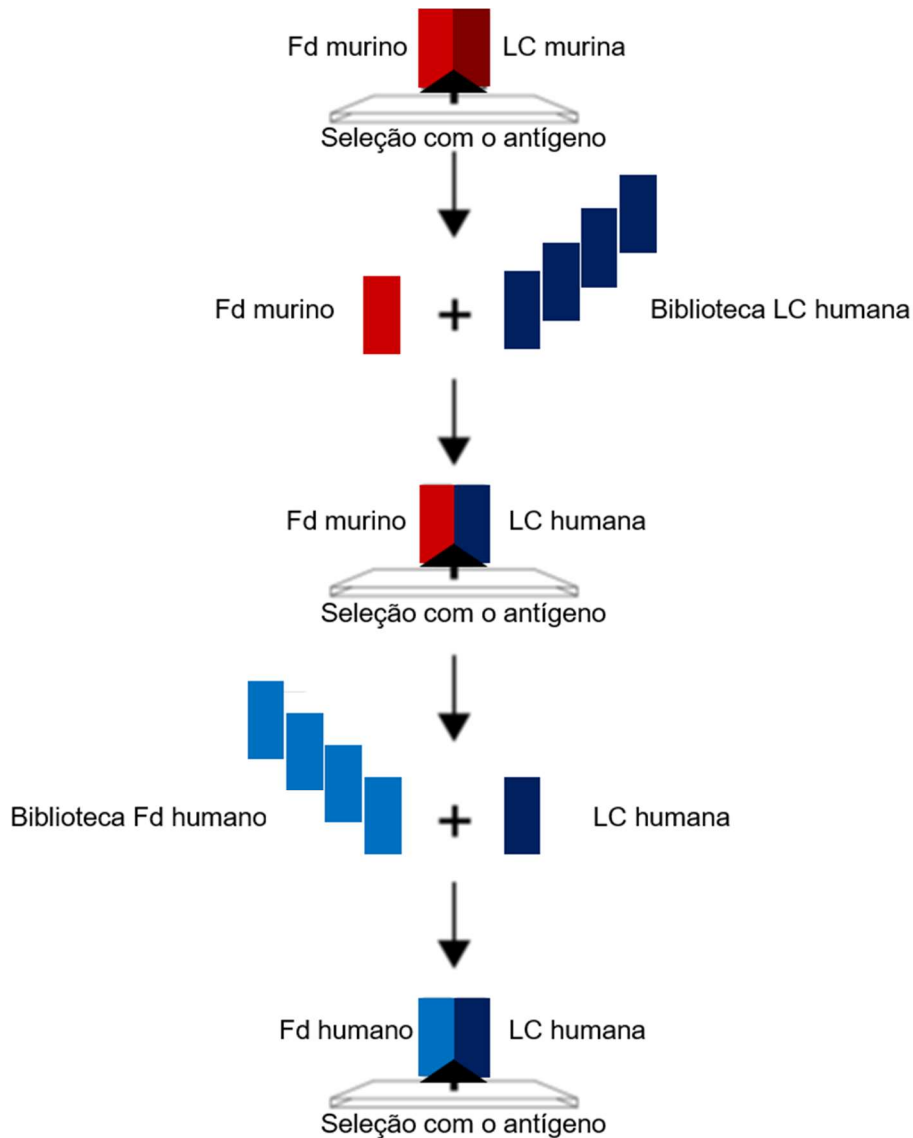 Fd murino
LC murina
Seleção com o antígeno
Fd murino
+
Biblioteca LC humana
Fd murino
LC humana
Seleção com o antígeno
Biblioteca Fd humano
+
LC humana
Fd humano
LC humana
Seleção com o antígeno